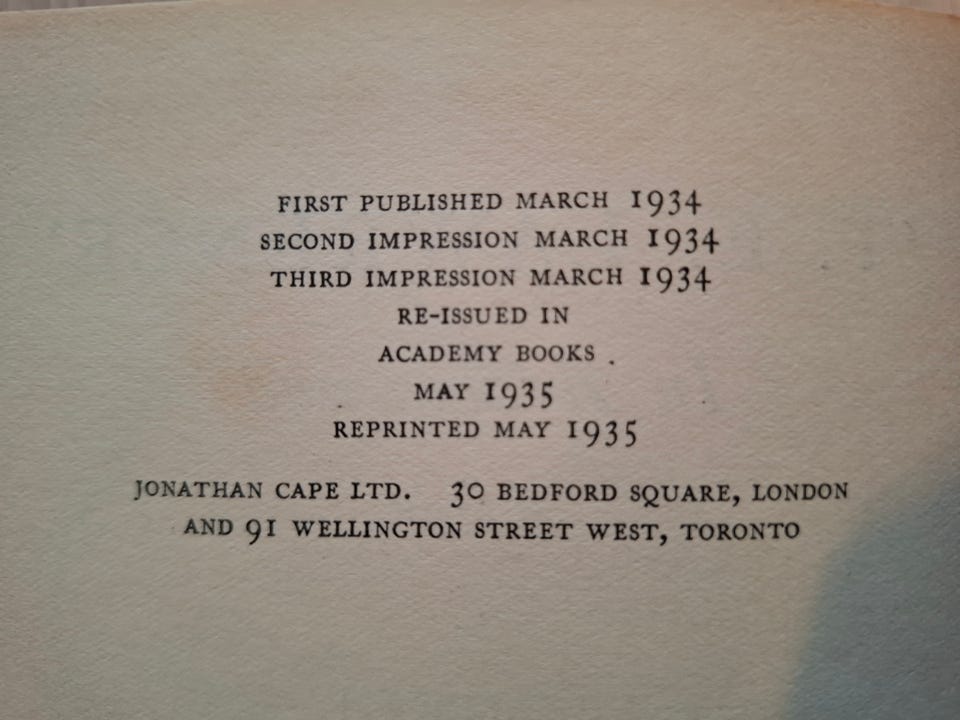 FIRST PUBLISHED MARCH 1934
SECOND IMPRESSION MARCH 1934
THIRD IMPRESSION MARCH 1934
RE-ISSUED IN
ACADEMY BOOKS .
MAY 1935
REPRINTED MAY 1935
JONATHAN CAPE LTD. 30 BEDFORD SQUARE, LONDON
AND 91 WELLINGTON STREET WEST, TORONTO